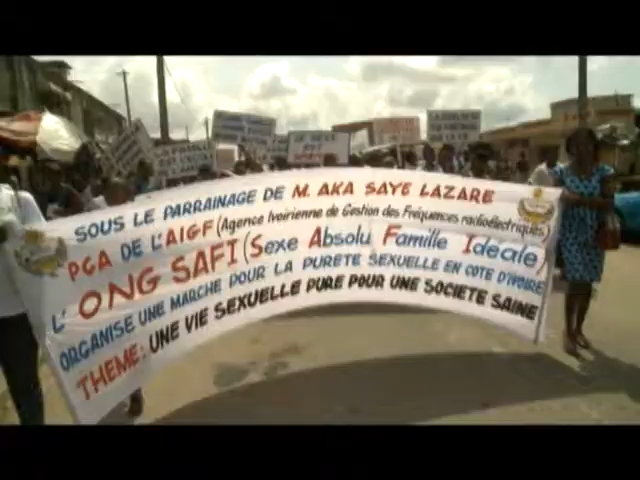 SOUS LE PARRAINAGE DE M. AKA SAYE LAZARE
PCA DE L'AIGF (Agence Ivoirienne de Gestion des Fréquences radioélectriques)
L' ONG SAFI (Sexe Absolu Famille Idéale)
ORGANISE UNE MARCHE POUR LA PURETÉ SEXUELLE EN COTE D'IVOIRE
THEME: UNE VIE SEXUELLE PURE POUR UNE SOCIETE SAINE